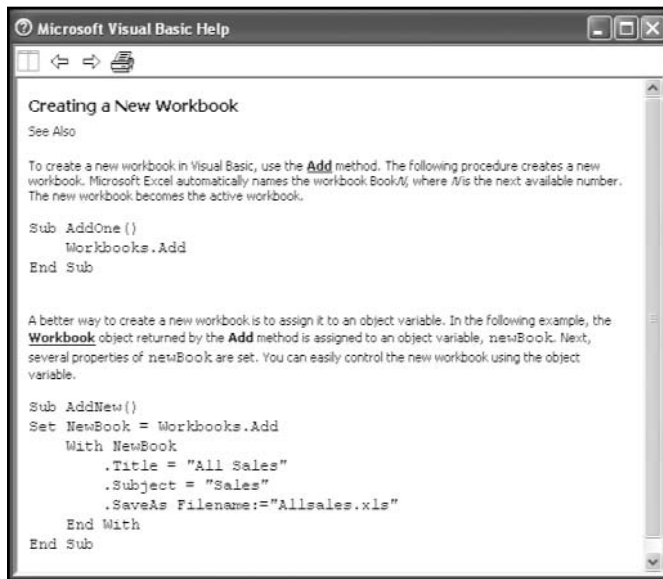 Microsoft Visual Basic Help
Creating a New Workbook
See Also
To create a new workbook in Visual Basic, use the Add method. The following procedure creates a new
workbook. Microsoft Excel automatically names the workbook BookN, where N is the next available number.
The new workbook becomes the active workbook.
Sub AddOne()
    Workbooks.Add
End Sub
A better way to create a new workbook is to assign it to an object variable. In the following example, the
Workbook object returned by the Add method is assigned to an object variable, newBook. Next,
several properties of newBook are set. You can easily control the new workbook using the object
variable.
Sub AddNew()
Set NewBook = Workbooks.Add
    With NewBook
        .Title = "All Sales"
        .Subject = "Sales"
        .SaveAs Filename:="Allsales.xls"
    End With
End Sub